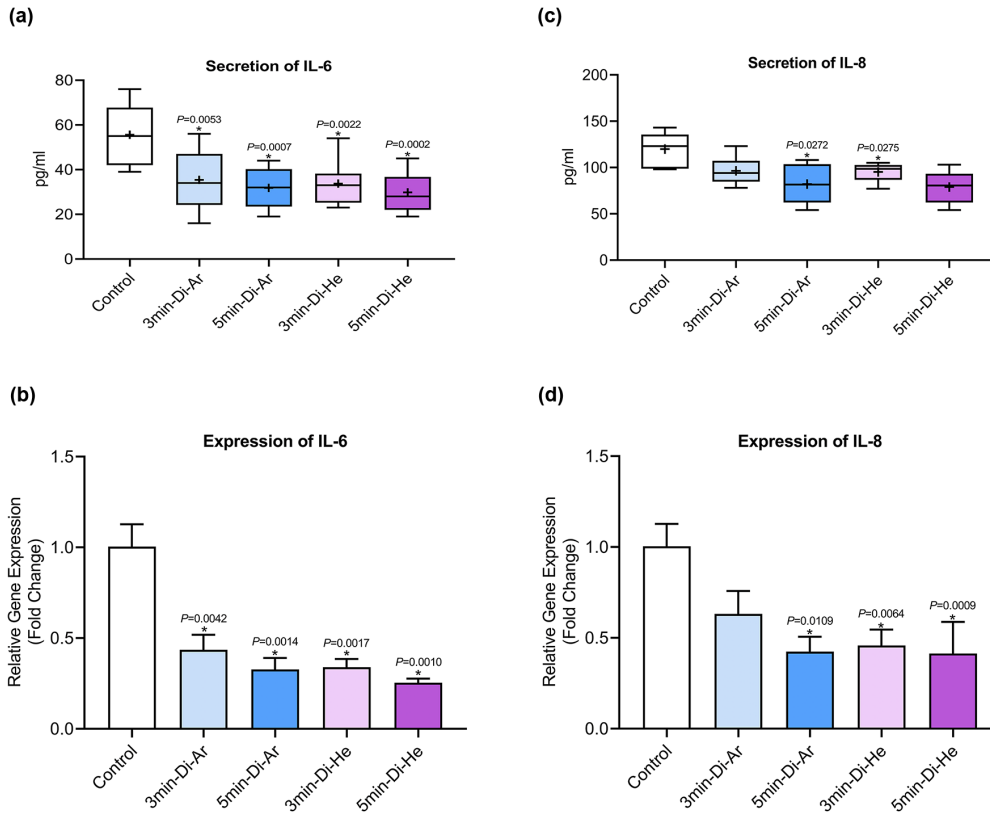 (a)
Secretion of IL-6
pg/ml
80
60
40
20
0
P=0.0053
*
P=0.0007
*
P=0.0022
*
P=0.0002
*
Control
3min-Di-Ar
5min-Di-Ar
3min-Di-He
5min-Di-He
(c)
Secretion of IL-8
pg/ml
200
150
100
50
0
P=0.0272
*
P=0.0275
*
Control
3min-Di-Ar
5min-Di-Ar
3min-Di-He
5min-Di-He
(b)
Expression of IL-6
Relative Gene Expression
(Fold Change)
1.5
1.0
0.5
0.0
P=0.0042
*
P=0.0014
*
P=0.0017
*
P=0.0010
*
Control
3min-Di-Ar
5min-Di-Ar
3min-Di-He
5min-Di-He
(d)
Expression of IL-8
Relative Gene Expression
(Fold Change)
1.5
1.0
0.5
0.0
P=0.0109
*
P=0.0064
*
P=0.0009
*
Control
3min-Di-Ar
5min-Di-Ar
3min-Di-He
5min-Di-He